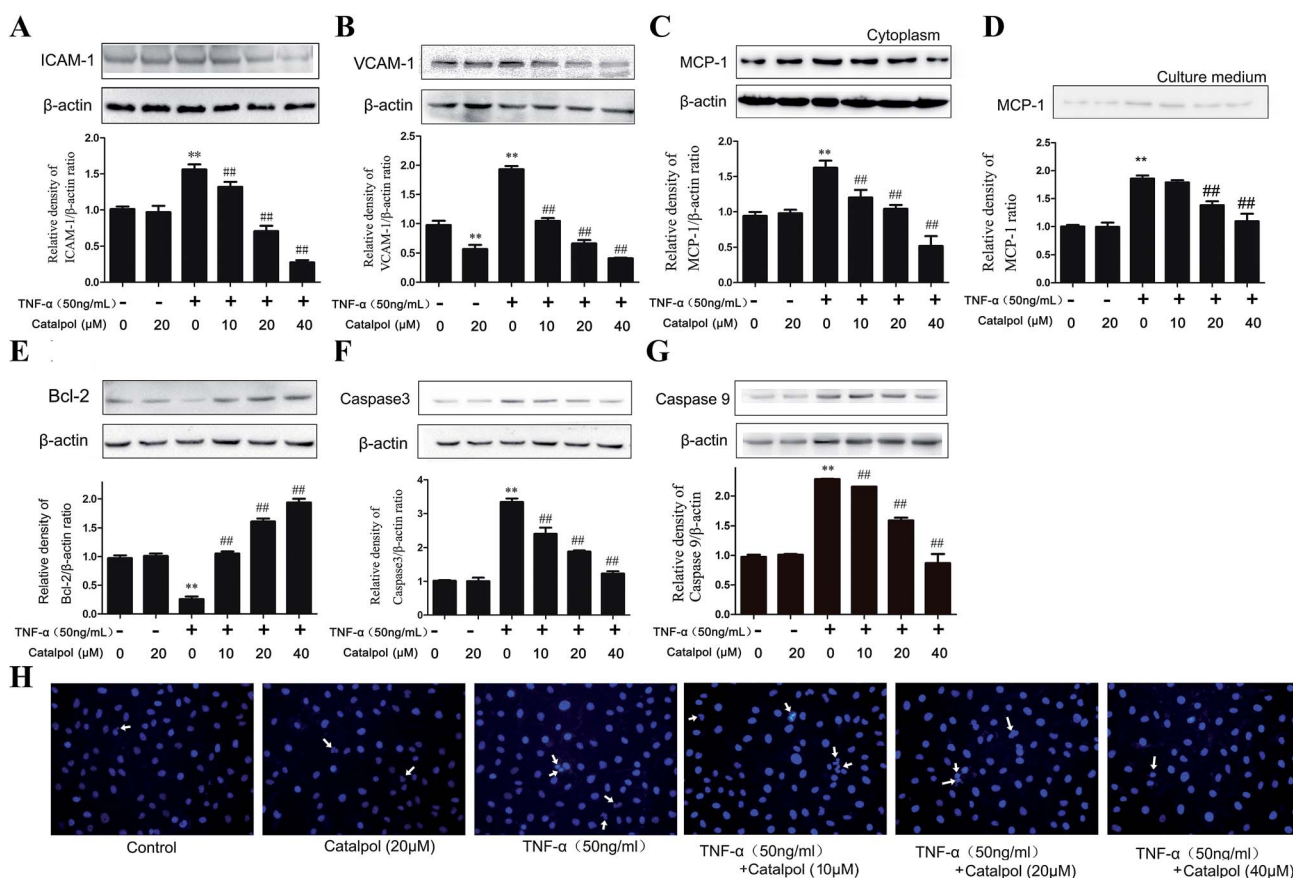 A
ICAM-1
β-actin
Relative density of
ICAM-1/β-actin ratio
2.0
1.5
1.0
0.5
0.0
**
##
##
##
TNF-α（50ng/mL） - - + + + +
Catalpol (μM) 0 20 0 10 20 40
B
VCAM-1
β-actin
Relative density of
VCAM-1/β-actin ratio
2.5
2.0
1.5
1.0
0.5
0.0
**
**
##
##
##
TNF-α（50ng/mL） - - + + + +
Catalpol (μM) 0 20 0 10 20 40
C
Cytoplasm
MCP-1
β-actin
Relative density of
MCP-1/β-actin ratio
2.0
1.5
1.0
0.5
0.0
**
##
##
##
TNF-α（50ng/mL） - - + + + +
Catalpol (μM) 0 20 0 10 20 40
D
Culture medium
MCP-1
Relative density of
MCP-1 ratio
2.5
2.0
1.5
1.0
0.5
0.0
**
##
##
TNF-α（50ng/mL） - - + + + +
Catalpol (μM) 0 20 0 10 20 40
E
Bcl-2
β-actin
Relative density of
Bcl-2/β-actin ratio
2.5
2.0
1.5
1.0
0.5
0.0
**
##
##
##
TNF-α（50ng/mL） - - + + + +
Catalpol (μM) 0 20 0 10 20 40
F
Caspase3
β-actin
Relative density of
Caspase3/β-actin ratio
4
3
2
1
0
**
##
##
##
TNF-α（50ng/mL） - - + + + +
Catalpol (μM) 0 20 0 10 20 40
G
Caspase 9
β-actin
Relative density of
Caspase 9/β-actin
2.5
2.0
1.5
1.0
0.5
0.0
**
##
##
##
TNF-α（50ng/mL） - - + + + +
Catalpol (μM) 0 20 0 10 20 40
H
Control
Catalpol (20μM)
TNF-α（50ng/ml）
TNF-α（50ng/ml）
+Catalpol (10μM)
TNF-α（50ng/ml）
+Catalpol (20μM)
TNF-α（50ng/ml）
+Catalpol (40μM)